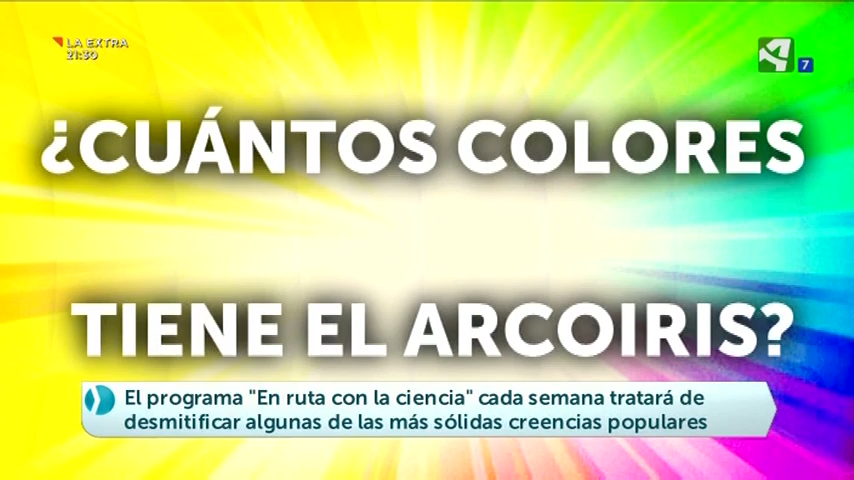 LA EXTRA
21:30
7
¿CUÁNTOS COLORES
TIENE EL ARCOIRIS?
El programa "En ruta con la ciencia" cada semana tratará de
desmitificar algunas de las más sólidas creencias populares